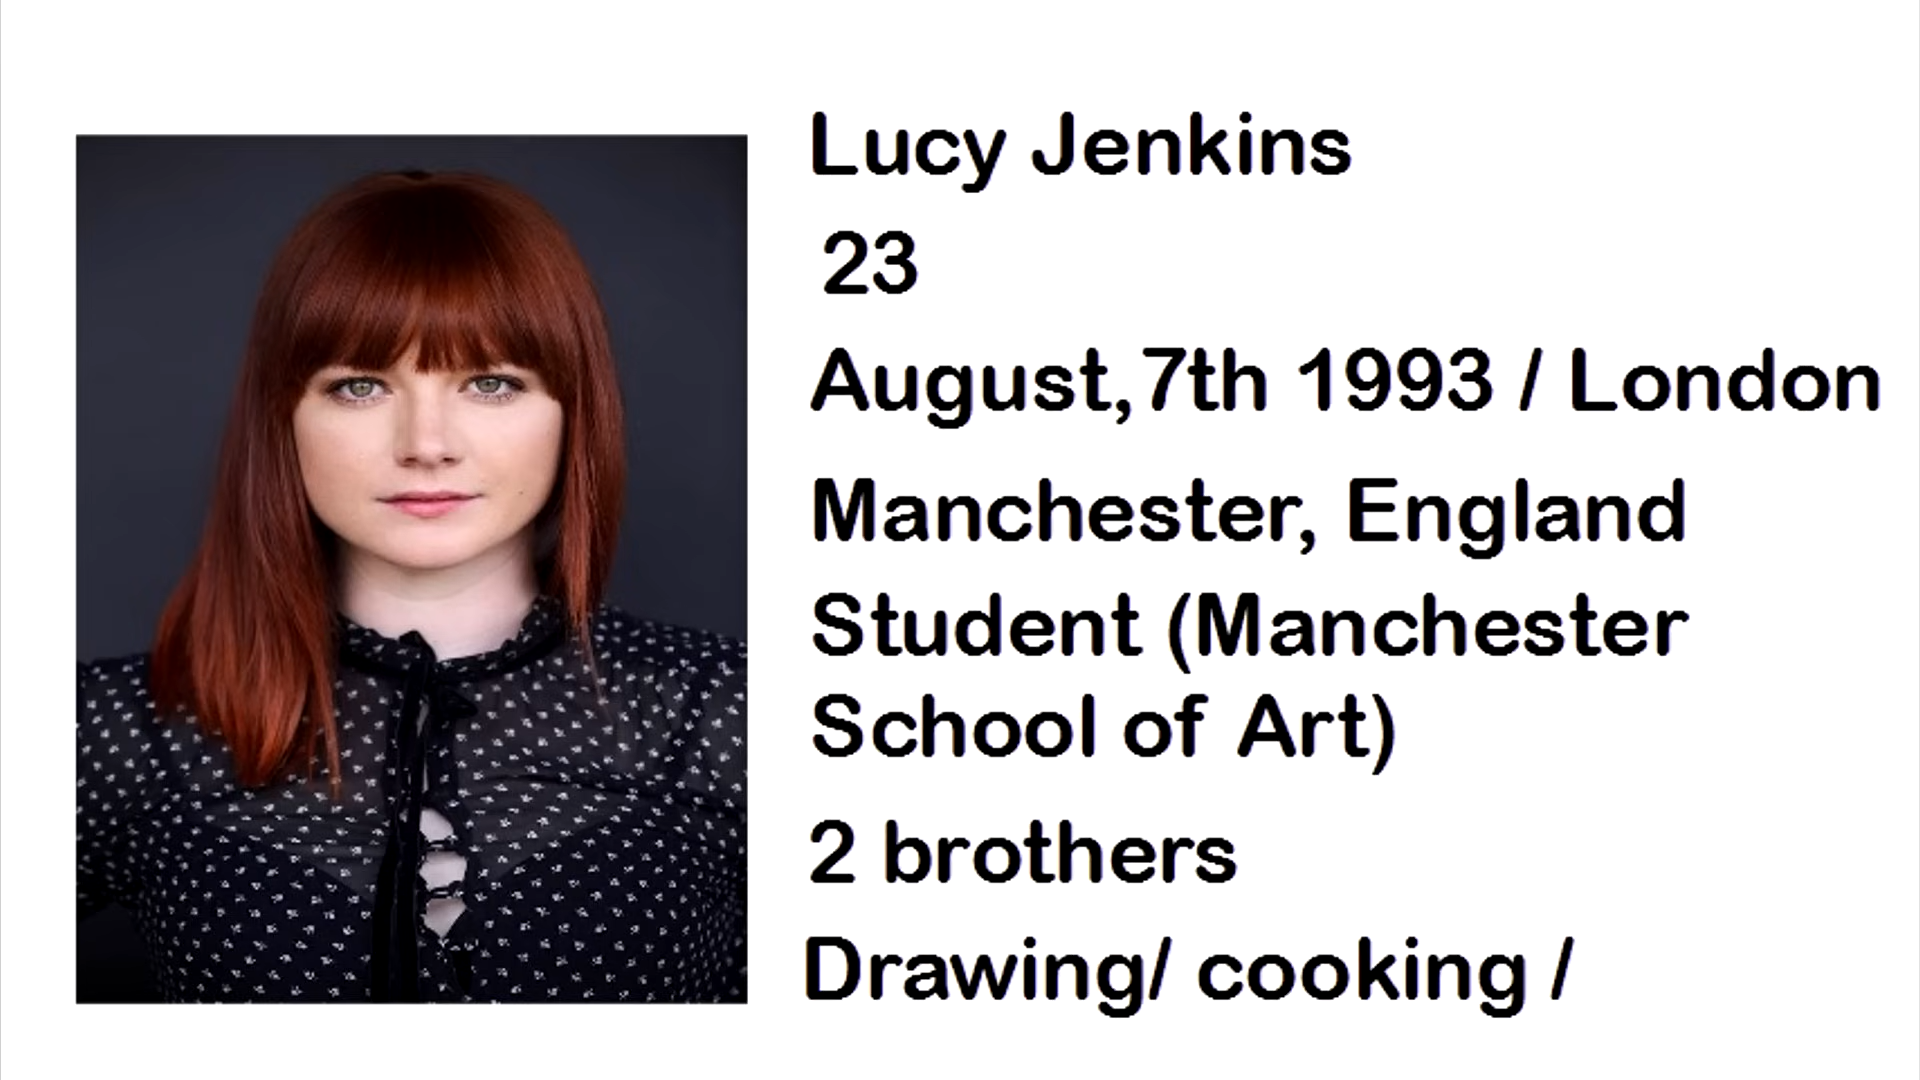 Lucy Jenkins
23
August,7th 1993 / London
Manchester, England
Student (Manchester
School of Art)
2 brothers
Drawing/ cooking /